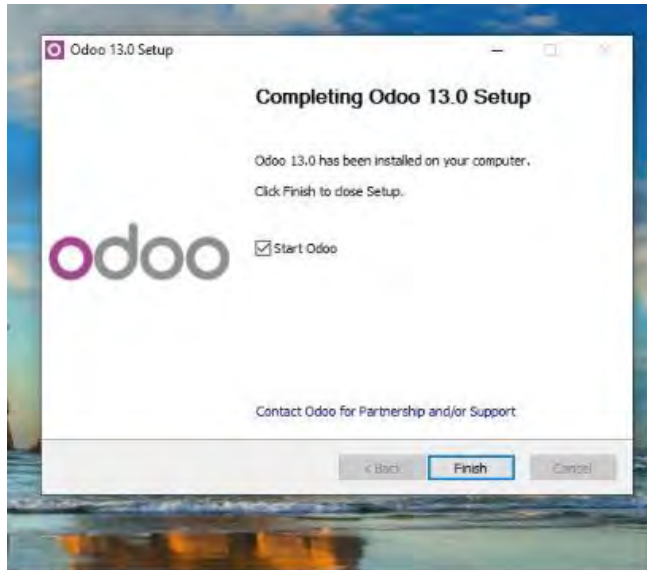 Odoo 13.0 Setup
Completing Odoo 13.0 Setup
Odoo 13.0 has been installed on your computer.
Click Finish to close Setup.
odoo
Start Odoo
Contact Odoo for Partnership and/or Support
< Back Finish Cancel